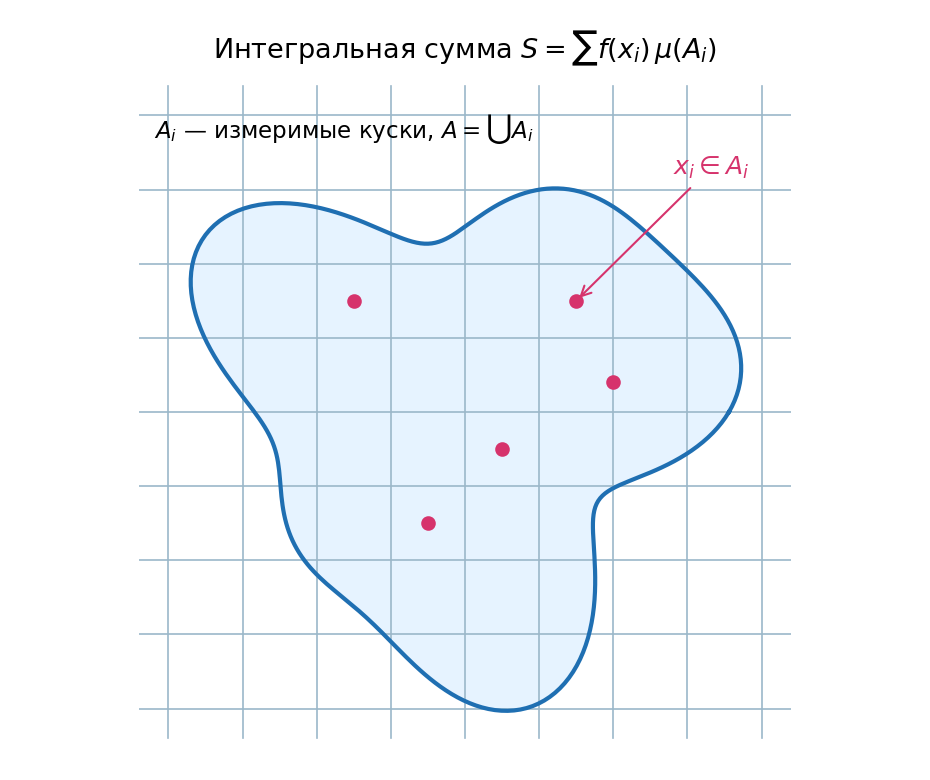 Интегральная сумма S = ∑ f(xᵢ) μ(Aᵢ)
Aᵢ — измеримые куски, A = ⋃ Aᵢ
xᵢ ∈ Aᵢ